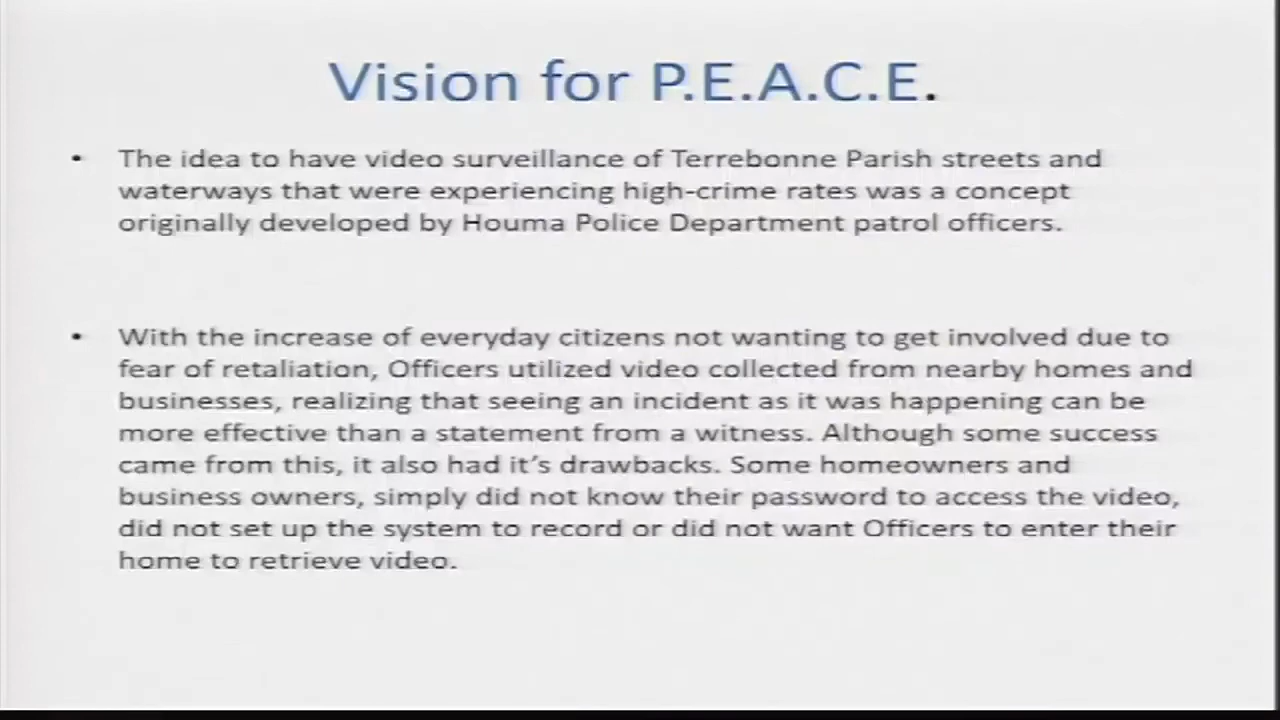 Vision for P.E.A.C.E.
• The idea to have video surveillance of Terrebonne Parish streets and
waterways that were experiencing high-crime rates was a concept
originally developed by Houma Police Department patrol officers.
• With the increase of everyday citizens not wanting to get involved due to
fear of retaliation, Officers utilized video collected from nearby homes and
businesses, realizing that seeing an incident as it was happening can be
more effective than a statement from a witness. Although some success
came from this, it also had it’s drawbacks. Some homeowners and
business owners, simply did not know their password to access the video,
did not set up the system to record or did not want Officers to enter their
home to retrieve video.